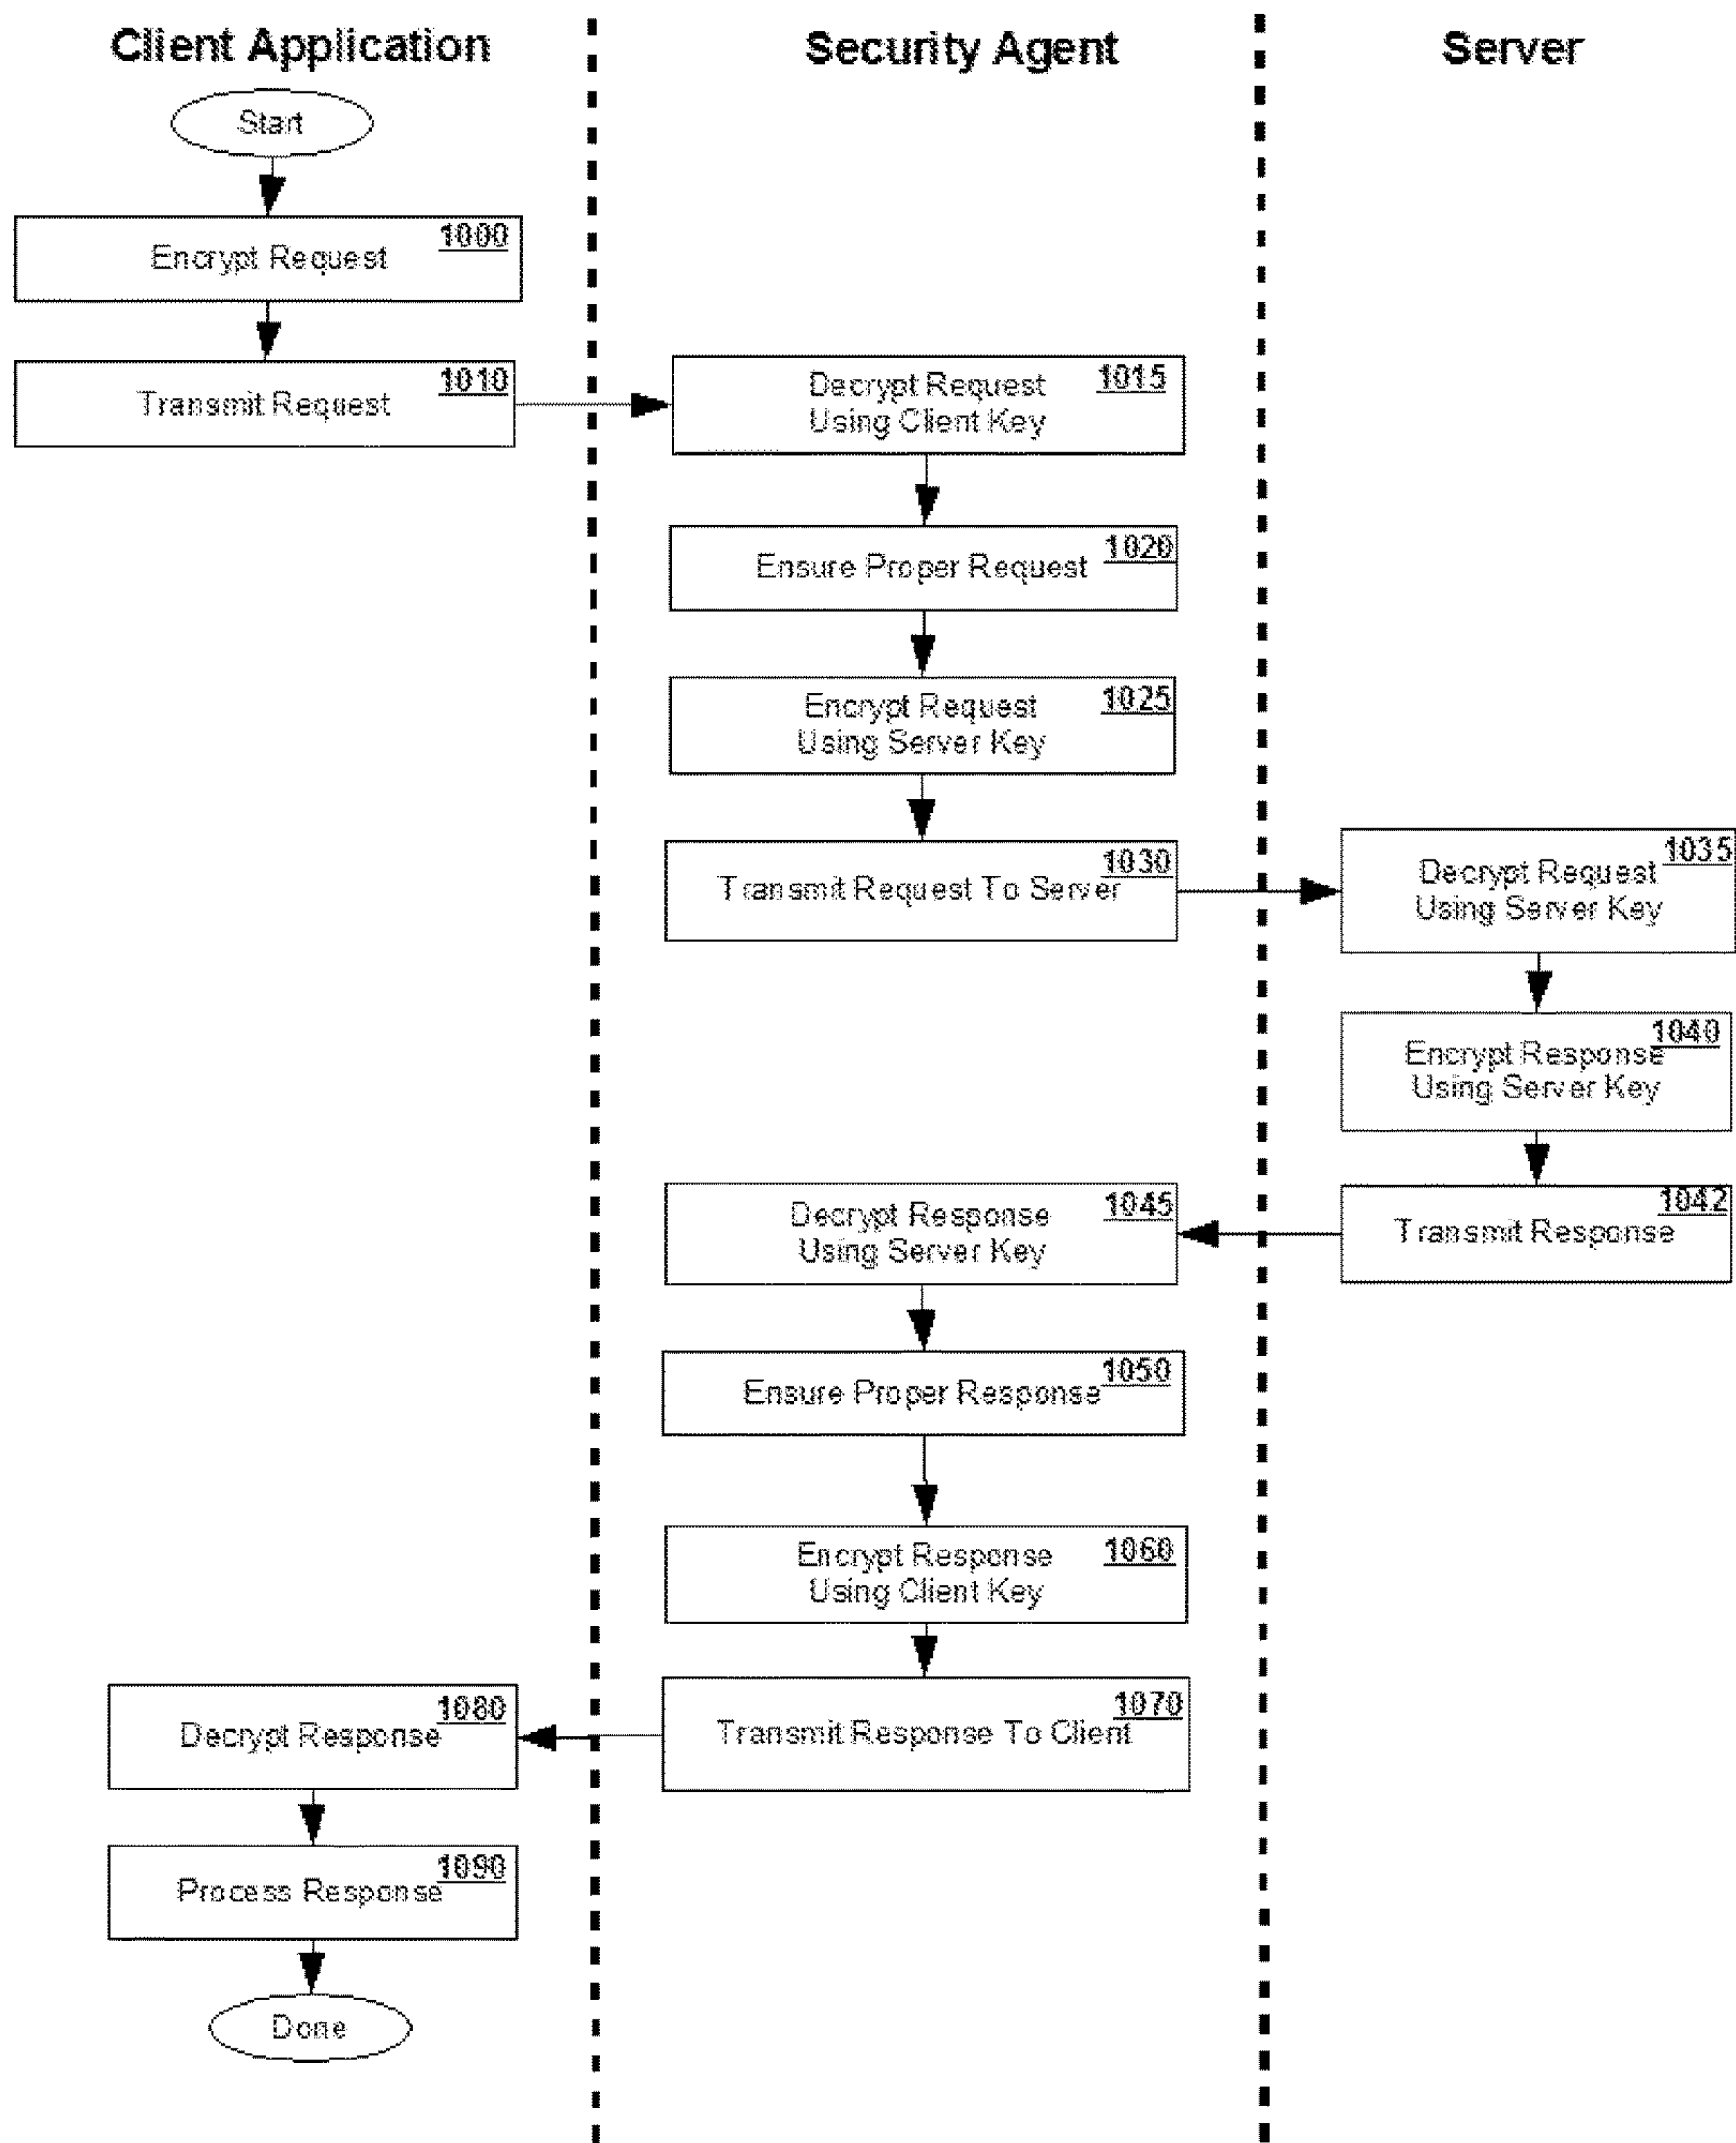 Client Application
Security Agent
Server
Start
1000
Encrypt Request
1010
Transmit Request
1015
Decrypt Request
Using Client Key
1020
Ensure Proper Request
1025
Encrypt Request
Using Server Key
1030
Transmit Request To Server
1035
Decrypt Request
Using Server Key
1040
Encrypt Response
Using Server Key
1042
Transmit Response
1045
Decrypt Response
Using Server Key
1050
Ensure Proper Response
1060
Encrypt Response
Using Client Key
1070
Transmit Response To Client
1080
Decrypt Response
1090
Process Response
Done